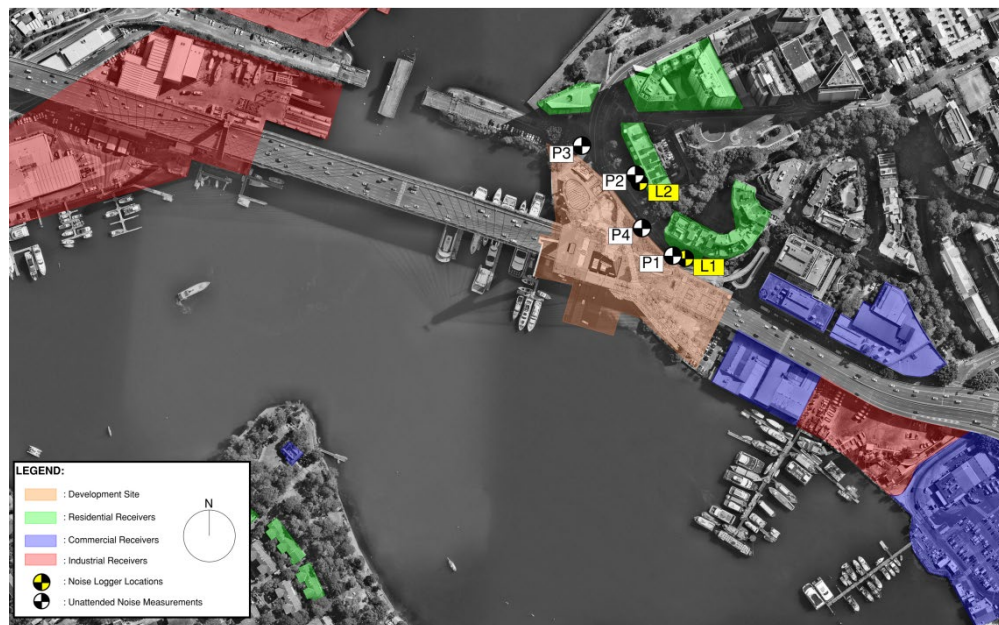 P3
P2
L2
P4
P1
L1
LEGEND:
: Development Site
: Residential Receivers
: Commercial Receivers
: Industrial Receivers
: Noise Logger Locations
: Unattended Noise Measurements
N